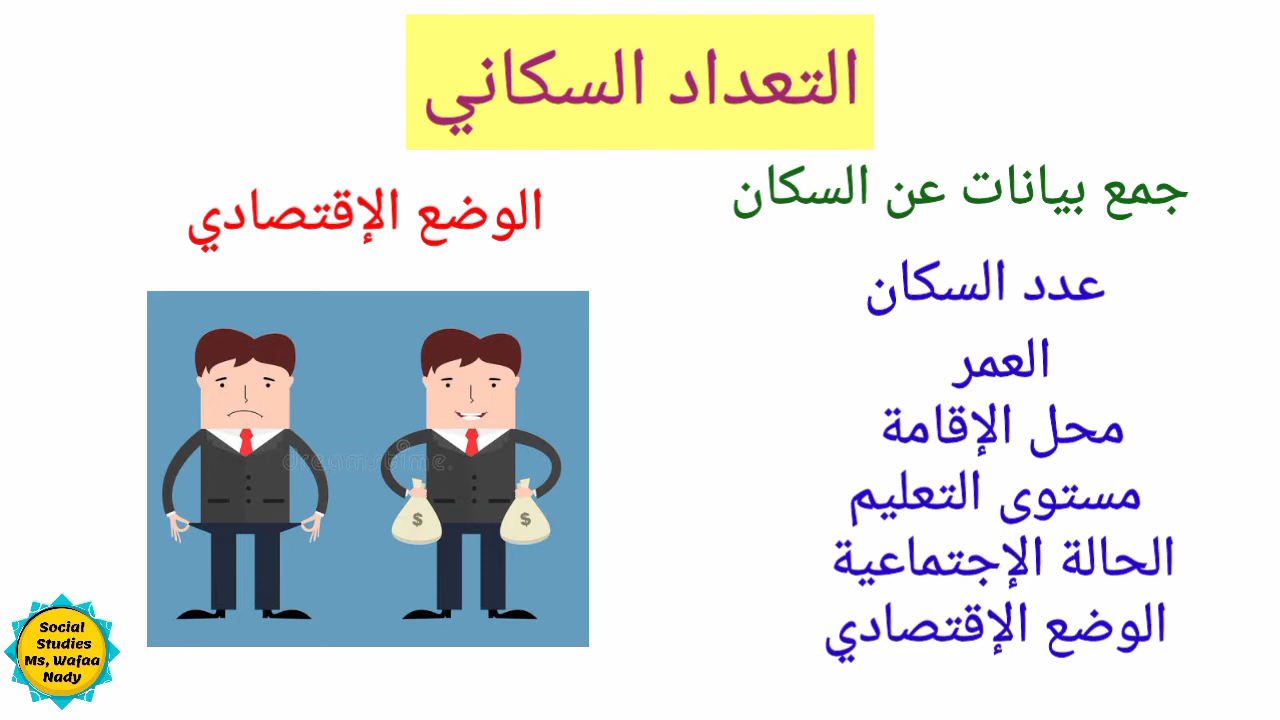 التعداد السكاني
جمع بيانات عن السكان
عدد السكان
العمر
محل الإقامة
مستوى التعليم
الحالة الإجتماعية
الوضع الإقتصادي
الوضع الإقتصادي
dreamstime.
$ $
Social
Studies
Ms, Wafaa
Nady